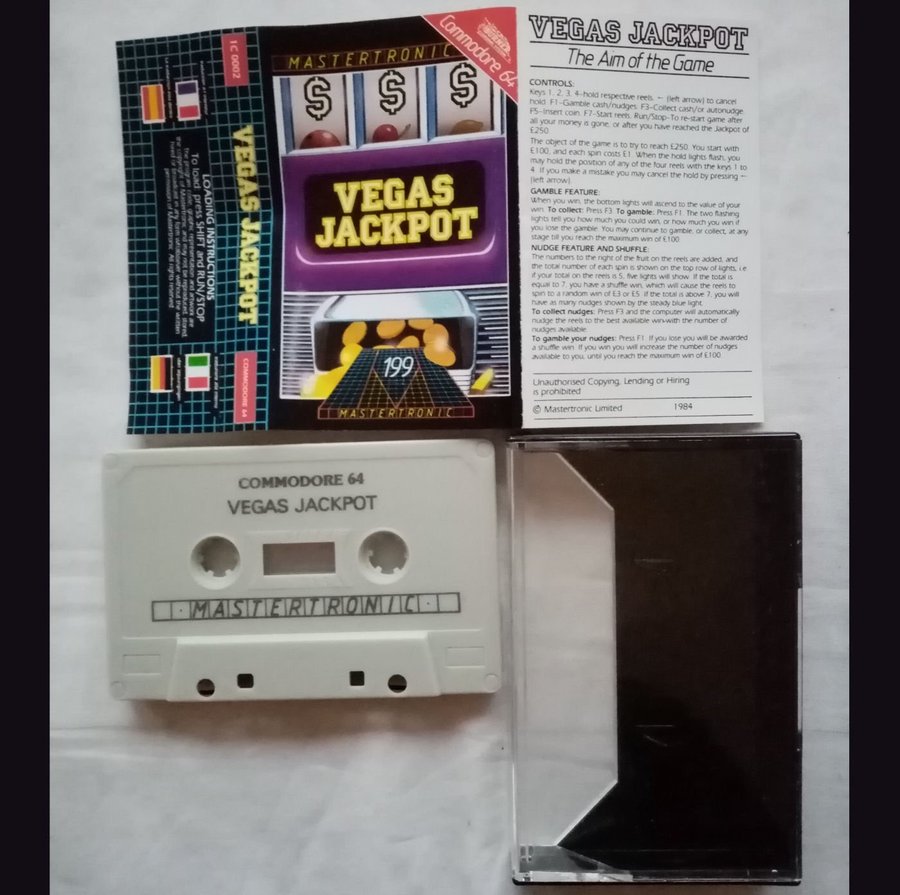 1C 0002
VEGAS JACKPOT
COMMODORE 64
LOADING INSTRUCTIONS
To load: press SHIFT and RUN/STOP
MASTERTRONIC
Commodore 64
$ $ $
VEGAS
JACKPOT
199
MASTERTRONIC
VEGAS JACKPOT
The Aim of the Game
CONTROLS:
Keys 1, 2, 3, 4-hold respective reels. ← (left arrow) to cancel
hold. F1-Gamble cash/nudges. F3-Collect cash/or autonudge.
F5-Insert coin. F7-Start reels. Run/Stop-To re-start game after
all your money is gone, or after you have reached the Jackpot of
£250.
The object of the game is to try to reach £250. You start with
£100, and each spin costs £1. When the hold lights flash, you
may hold the position of any of the four reels with the keys 1 to
4. If you make a mistake you may cancel the hold by pressing ←
(left arrow).
GAMBLE FEATURE:
When you win, the bottom lights will ascend to the value of your
win. To collect: Press F3. To gamble: Press F1. The two flashing
lights tell you how much you could win, or how much you win if
you lose the gamble. You may continue to gamble, or collect, at any
stage till you reach the maximum win of £100.
NUDGE FEATURE AND SHUFFLE:
The numbers to the right of the fruit on the reels are added, and
the total number of each spin is shown on the top row of lights, i.e
if your total on the reels is 5, five lights will show. If the total is
equal to 7, you have a shuffle win, which will cause the reels to
spin to a random win of £3 or £5. If the total is above 7, you will
have as many nudges shown by the steady blue light.
To collect nudges: Press F3 and the computer will automatically
nudge the reels to the best available win-with the number of
nudges available.
To gamble your nudges: Press F1. If you lose you will be awarded
a shuffle win. If you win you will increase the number of nudges
available to you, until you reach the maximum win of £100.
Unauthorised Copying, Lending or Hiring
is prohibited
© Mastertronic Limited 1984
COMMODORE 64
VEGAS JACKPOT
MASTERTRONIC